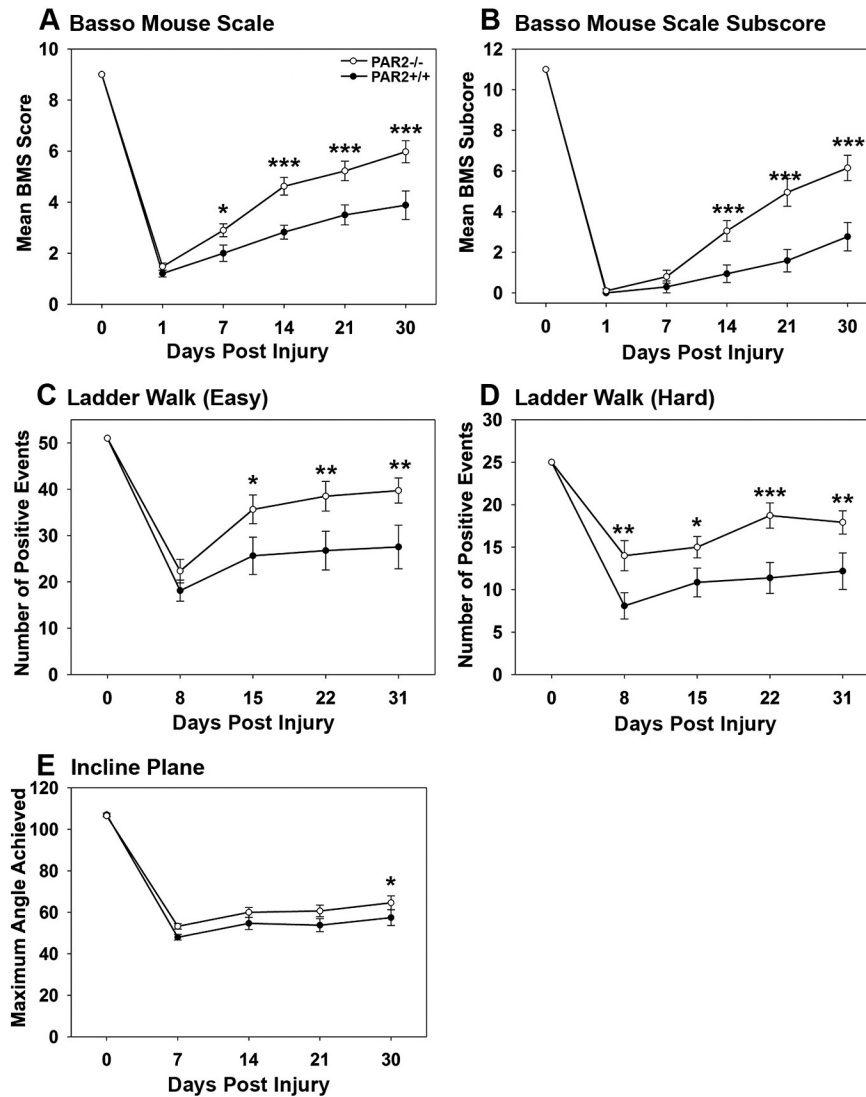 A Basso Mouse Scale
10
8
6
4
2
0
Mean BMS Score
PAR2-/-
PAR2+/+
*
***
***
***
0 1 7 14 21 30
Days Post Injury
B Basso Mouse Scale Subscore
12
10
8
6
4
2
0
Mean BMS Subcore
***
***
***
0 1 7 14 21 30
Days Post Injury
C Ladder Walk (Easy)
50
40
30
20
10
0
Number of Positive Events
*
**
**
0 8 15 22 31
Days Post Injury
D Ladder Walk (Hard)
30
25
20
15
10
5
0
Number of Positive Events
**
*
***
**
0 8 15 22 31
Days Post Injury
E Incline Plane
120
100
80
60
40
20
0
Maximum Angle Achieved
*
0 7 14 21 30
Days Post Injury